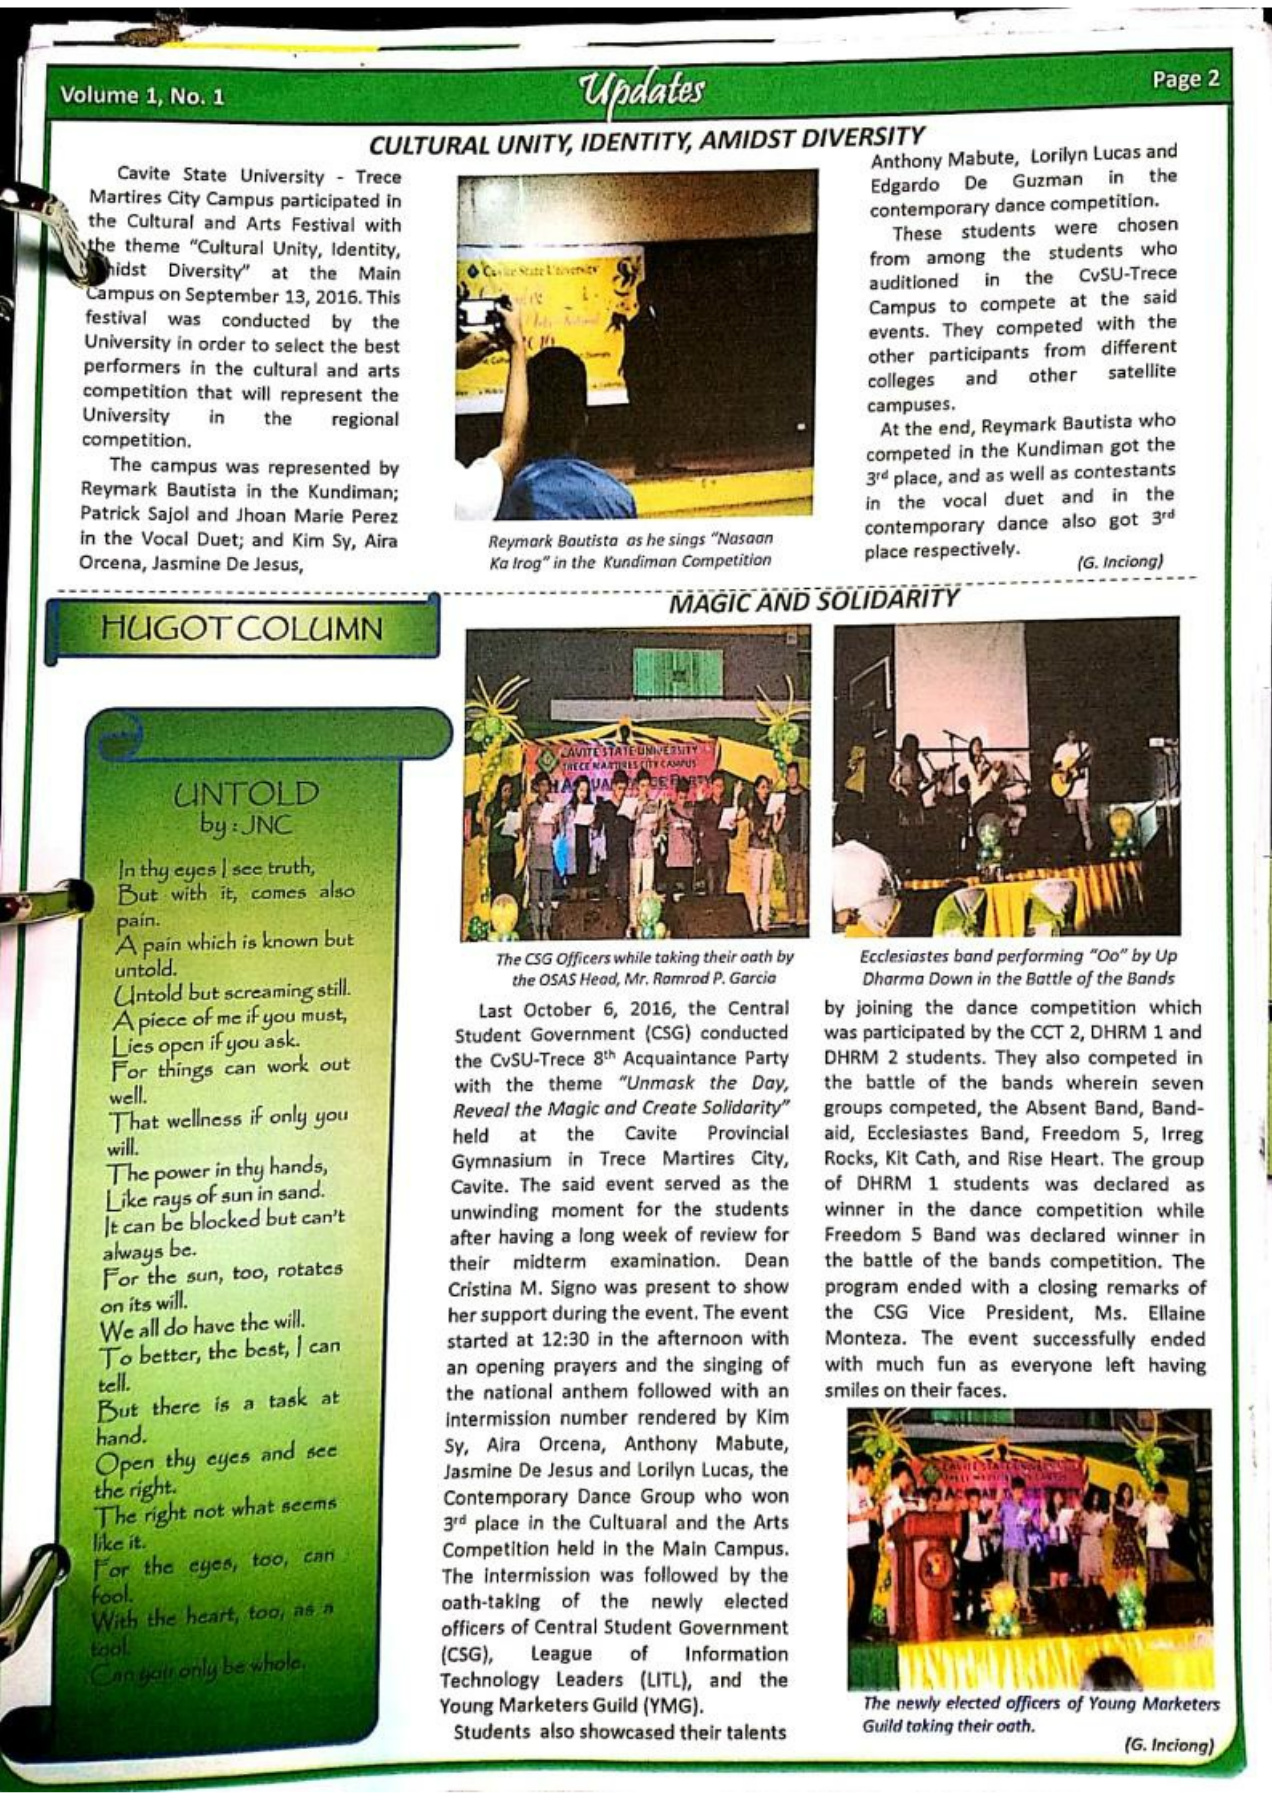 Volume 1, No. 1
Updates
Page 2
CULTURAL UNITY, IDENTITY, AMIDST DIVERSITY
Cavite State University - Trece
Martires City Campus participated in
the Cultural and Arts Festival with
the theme "Cultural Unity, Identity,
hidst Diversity" at the Main
Campus on September 13, 2016. This
festival was conducted by the
University in order to select the best
performers in the cultural and arts
competition that will represent the
University in the regional
competition.
The campus was represented by
Reymark Bautista in the Kundiman;
Patrick Sajol and Jhoan Marie Perez
in the Vocal Duet; and Kim Sy, Aira
Orcena, Jasmine De Jesus,
Cavite State University
Reymark Bautista as he sings "Nasaan
Ka Irog" in the Kundiman Competition
Anthony Mabute, Lorilyn Lucas and
Edgardo De Guzman in the
contemporary dance competition.
These students were chosen
from among the students who
auditioned in the CvSU-Trece
Campus to compete at the said
events. They competed with the
other participants from different
colleges and other satellite
campuses.
At the end, Reymark Bautista who
competed in the Kundiman got the
3rd place, and as well as contestants
in the vocal duet and in the
contemporary dance also got 3rd
place respectively.
(G. Inciong)
HUGOT COLUMN
UNTOLD
by : JNC
In thy eyes I see truth,
But with it, comes also
pain.
A pain which is known but
untold.
Untold but screaming still.
A piece of me if you must,
Lies open if you ask.
For things can work out
well.
That wellness if only you
will.
The power in thy hands,
Like rays of sun in sand.
It can be blocked but can't
always be.
For the sun, too, rotates
on its will.
We all do have the will.
To better, the best, I can
tell.
But there is a task at
hand.
Open thy eyes and see
the right.
The right not what seems
like it.
For the eyes, too, can
fool.
With the heart, too, as a
tool.
Can you only be whole.
MAGIC AND SOLIDARITY
CAVITE STATE UNIVERSITY
TRECE MARTIRES CITY CAMPUS
The CSG Officers while taking their oath by
the OSAS Head, Mr. Ramrod P. Garcia
Ecclesiastes band performing "Oo" by Up
Dharma Down in the Battle of the Bands
Last October 6, 2016, the Central
Student Government (CSG) conducted
the CvSU-Trece 8th Acquaintance Party
with the theme "Unmask the Day,
Reveal the Magic and Create Solidarity"
held at the Cavite Provincial
Gymnasium in Trece Martires City,
Cavite. The said event served as the
unwinding moment for the students
after having a long week of review for
their midterm examination. Dean
Cristina M. Signo was present to show
her support during the event. The event
started at 12:30 in the afternoon with
an opening prayers and the singing of
the national anthem followed with an
intermission number rendered by Kim
Sy, Aira Orcena, Anthony Mabute,
Jasmine De Jesus and Lorilyn Lucas, the
Contemporary Dance Group who won
3rd place in the Cultuaral and the Arts
Competition held in the Main Campus.
The intermission was followed by the
oath-taking of the newly elected
officers of Central Student Government
(CSG), League of Information
Technology Leaders (LITL), and the
Young Marketers Guild (YMG).
Students also showcased their talents
by joining the dance competition which
was participated by the CCT 2, DHRM 1 and
DHRM 2 students. They also competed in
the battle of the bands wherein seven
groups competed, the Absent Band, Band-
aid, Ecclesiastes Band, Freedom 5, Irreg
Rocks, Kit Cath, and Rise Heart. The group
of DHRM 1 students was declared as
winner in the dance competition while
Freedom 5 Band was declared winner in
the battle of the bands competition. The
program ended with a closing remarks of
the CSG Vice President, Ms. Ellaine
Monteza. The event successfully ended
with much fun as everyone left having
smiles on their faces.
The newly elected officers of Young Marketers
Guild taking their oath.
(G. Inciong)